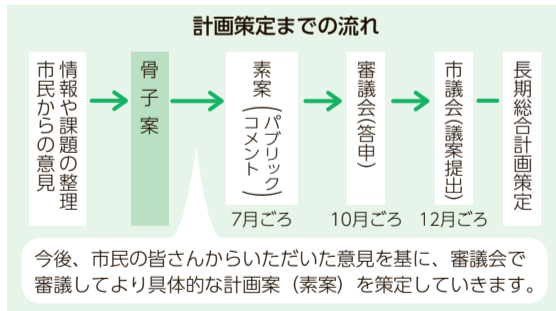 計画策定までの流れ
情報や課題の整理
市民からの意見
骨子案
素案(パブリック
コメント)
7月ごろ
審議会(答申)
10月ごろ
市議会(議案提出)
12月ごろ
長期総合計画策定
今後、市民の皆さんからいただいた意見を基に、審議会で
審議してより具体的な計画案（素案）を策定していきます。